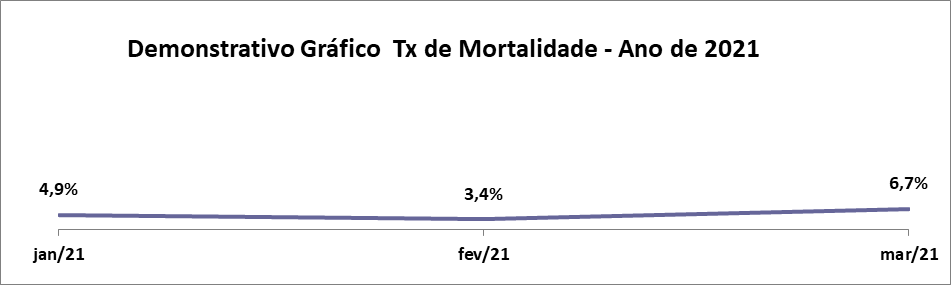 Demonstrativo Gráfico  Tx de Mortalidade - Ano de 2021
4,9%
3,4%
6,7%
jan/21
fev/21
mar/21